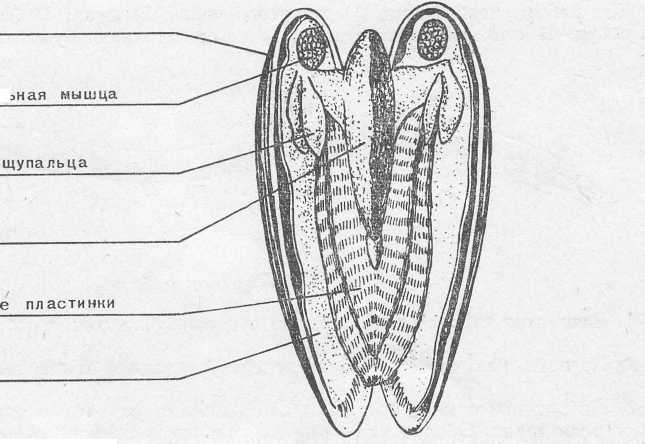 ьная мышца
щупальца
е пластинки